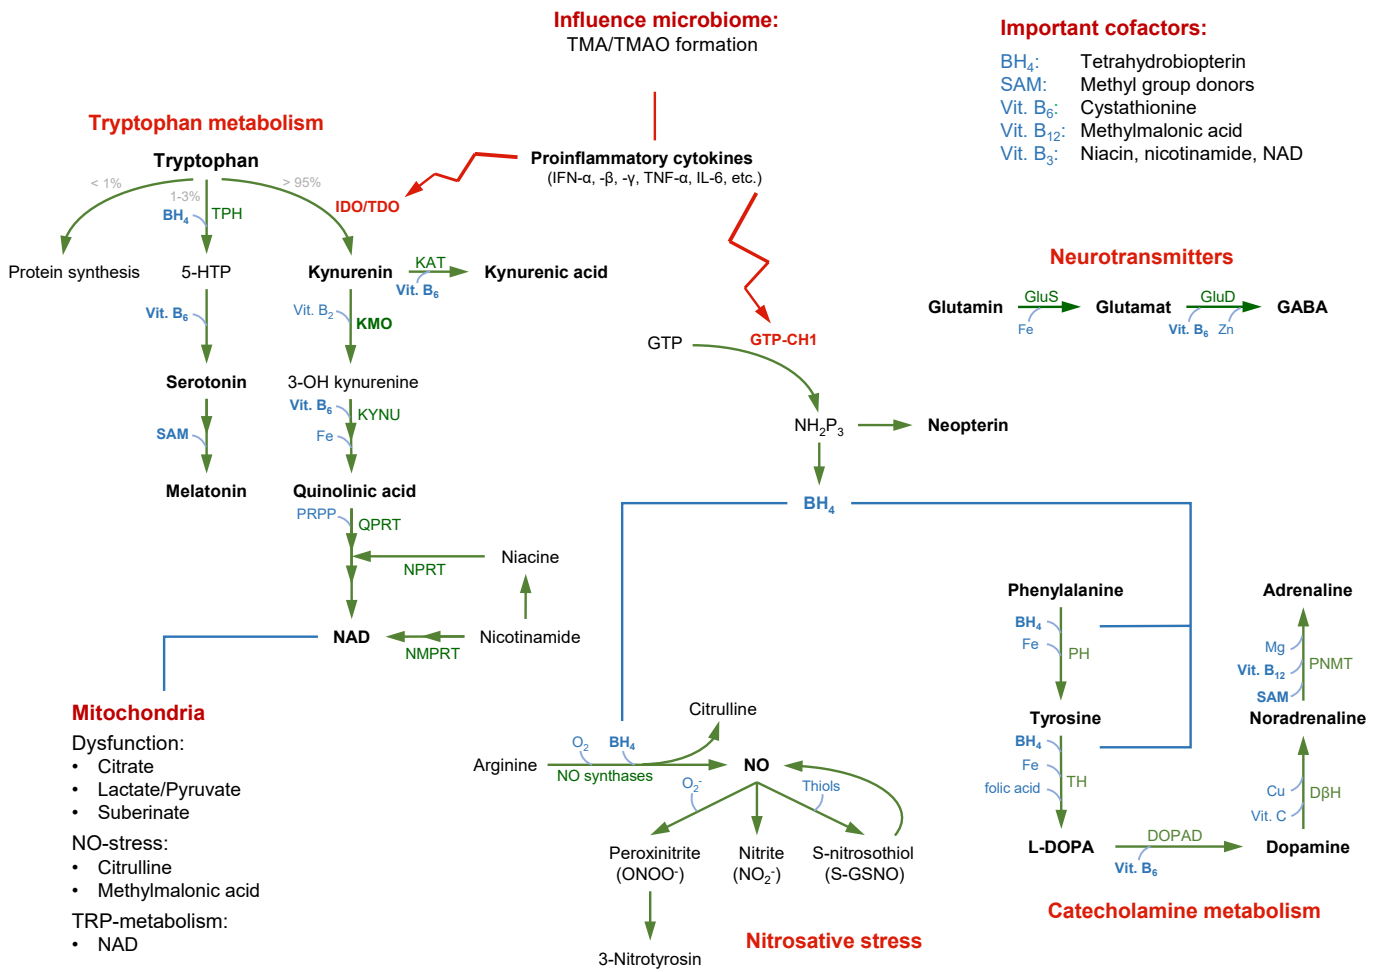 Influence microbiome:
TMA/TMAO formation
Important cofactors:
BH₄: Tetrahydrobiopterin
SAM: Methyl group donors
Vit. B₆: Cystathionine
Vit. B₁₂: Methylmalonic acid
Vit. B₃: Niacin, nicotinamide, NAD
Proinflammatory cytokines
(IFN-α, -β, -γ, TNF-α, IL-6, etc.)
Tryptophan metabolism
Tryptophan
< 1%
1-3%
> 95%
BH₄
TPH
IDO/TDO
Protein synthesis
5-HTP
Kynurenin
KAT
Vit. B₆
Kynurenic acid
Vit. B₆
Vit. B₂
KMO
Serotonin
3-OH kynurenine
Vit. B₆
KYNU
SAM
Fe
Melatonin
Quinolinic acid
PRPP
QPRT
Niacine
NPRT
NAD
Nicotinamide
NMPRT
Neurotransmitters
Glutamin
GluS
Fe
Glutamat
GluD
Vit. B₆
Zn
GABA
GTP
GTP-CH1
NH₂P₃
Neopterin
BH₄
Mitochondria
Dysfunction:
• Citrate
• Lactate/Pyruvate
• Suberinate
NO-stress:
• Citrulline
• Methylmalonic acid
TRP-metabolism:
• NAD
Citrulline
Arginine
O₂
BH₄
NO synthases
NO
O₂⁻
Thiols
Peroxinitrite
(ONOO⁻)
Nitrite
(NO₂⁻)
S-nitrosothiol
(S-GSNO)
3-Nitrotyrosin
Nitrosative stress
Phenylalanine
BH₄
Fe
PH
Tyrosine
BH₄
Fe
folic acid
TH
L-DOPA
DOPAD
Vit. B₆
Dopamine
Cu
Vit. C
DβH
Noradrenaline
Mg
Vit. B₁₂
SAM
PNMT
Adrenaline
Catecholamine metabolism